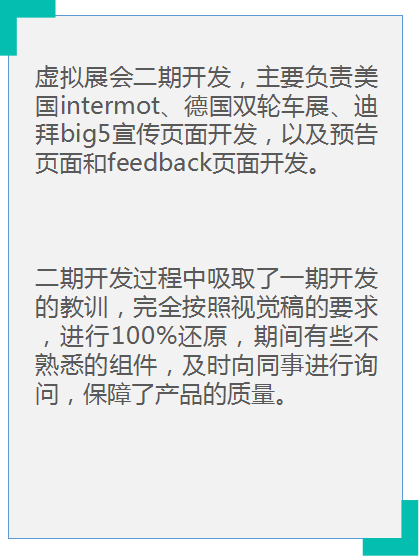 虚拟展会二期开发，主要负责美
国intermot、德国双轮车展、迪
拜big5宣传页面开发，以及预告
页面和feedback页面开发。
二期开发过程中吸取了一期开发
的教训，完全按照视觉稿的要求
，进行100%还原，期间有些不
熟悉的组件，及时向同事进行询
问，保障了产品的质量。